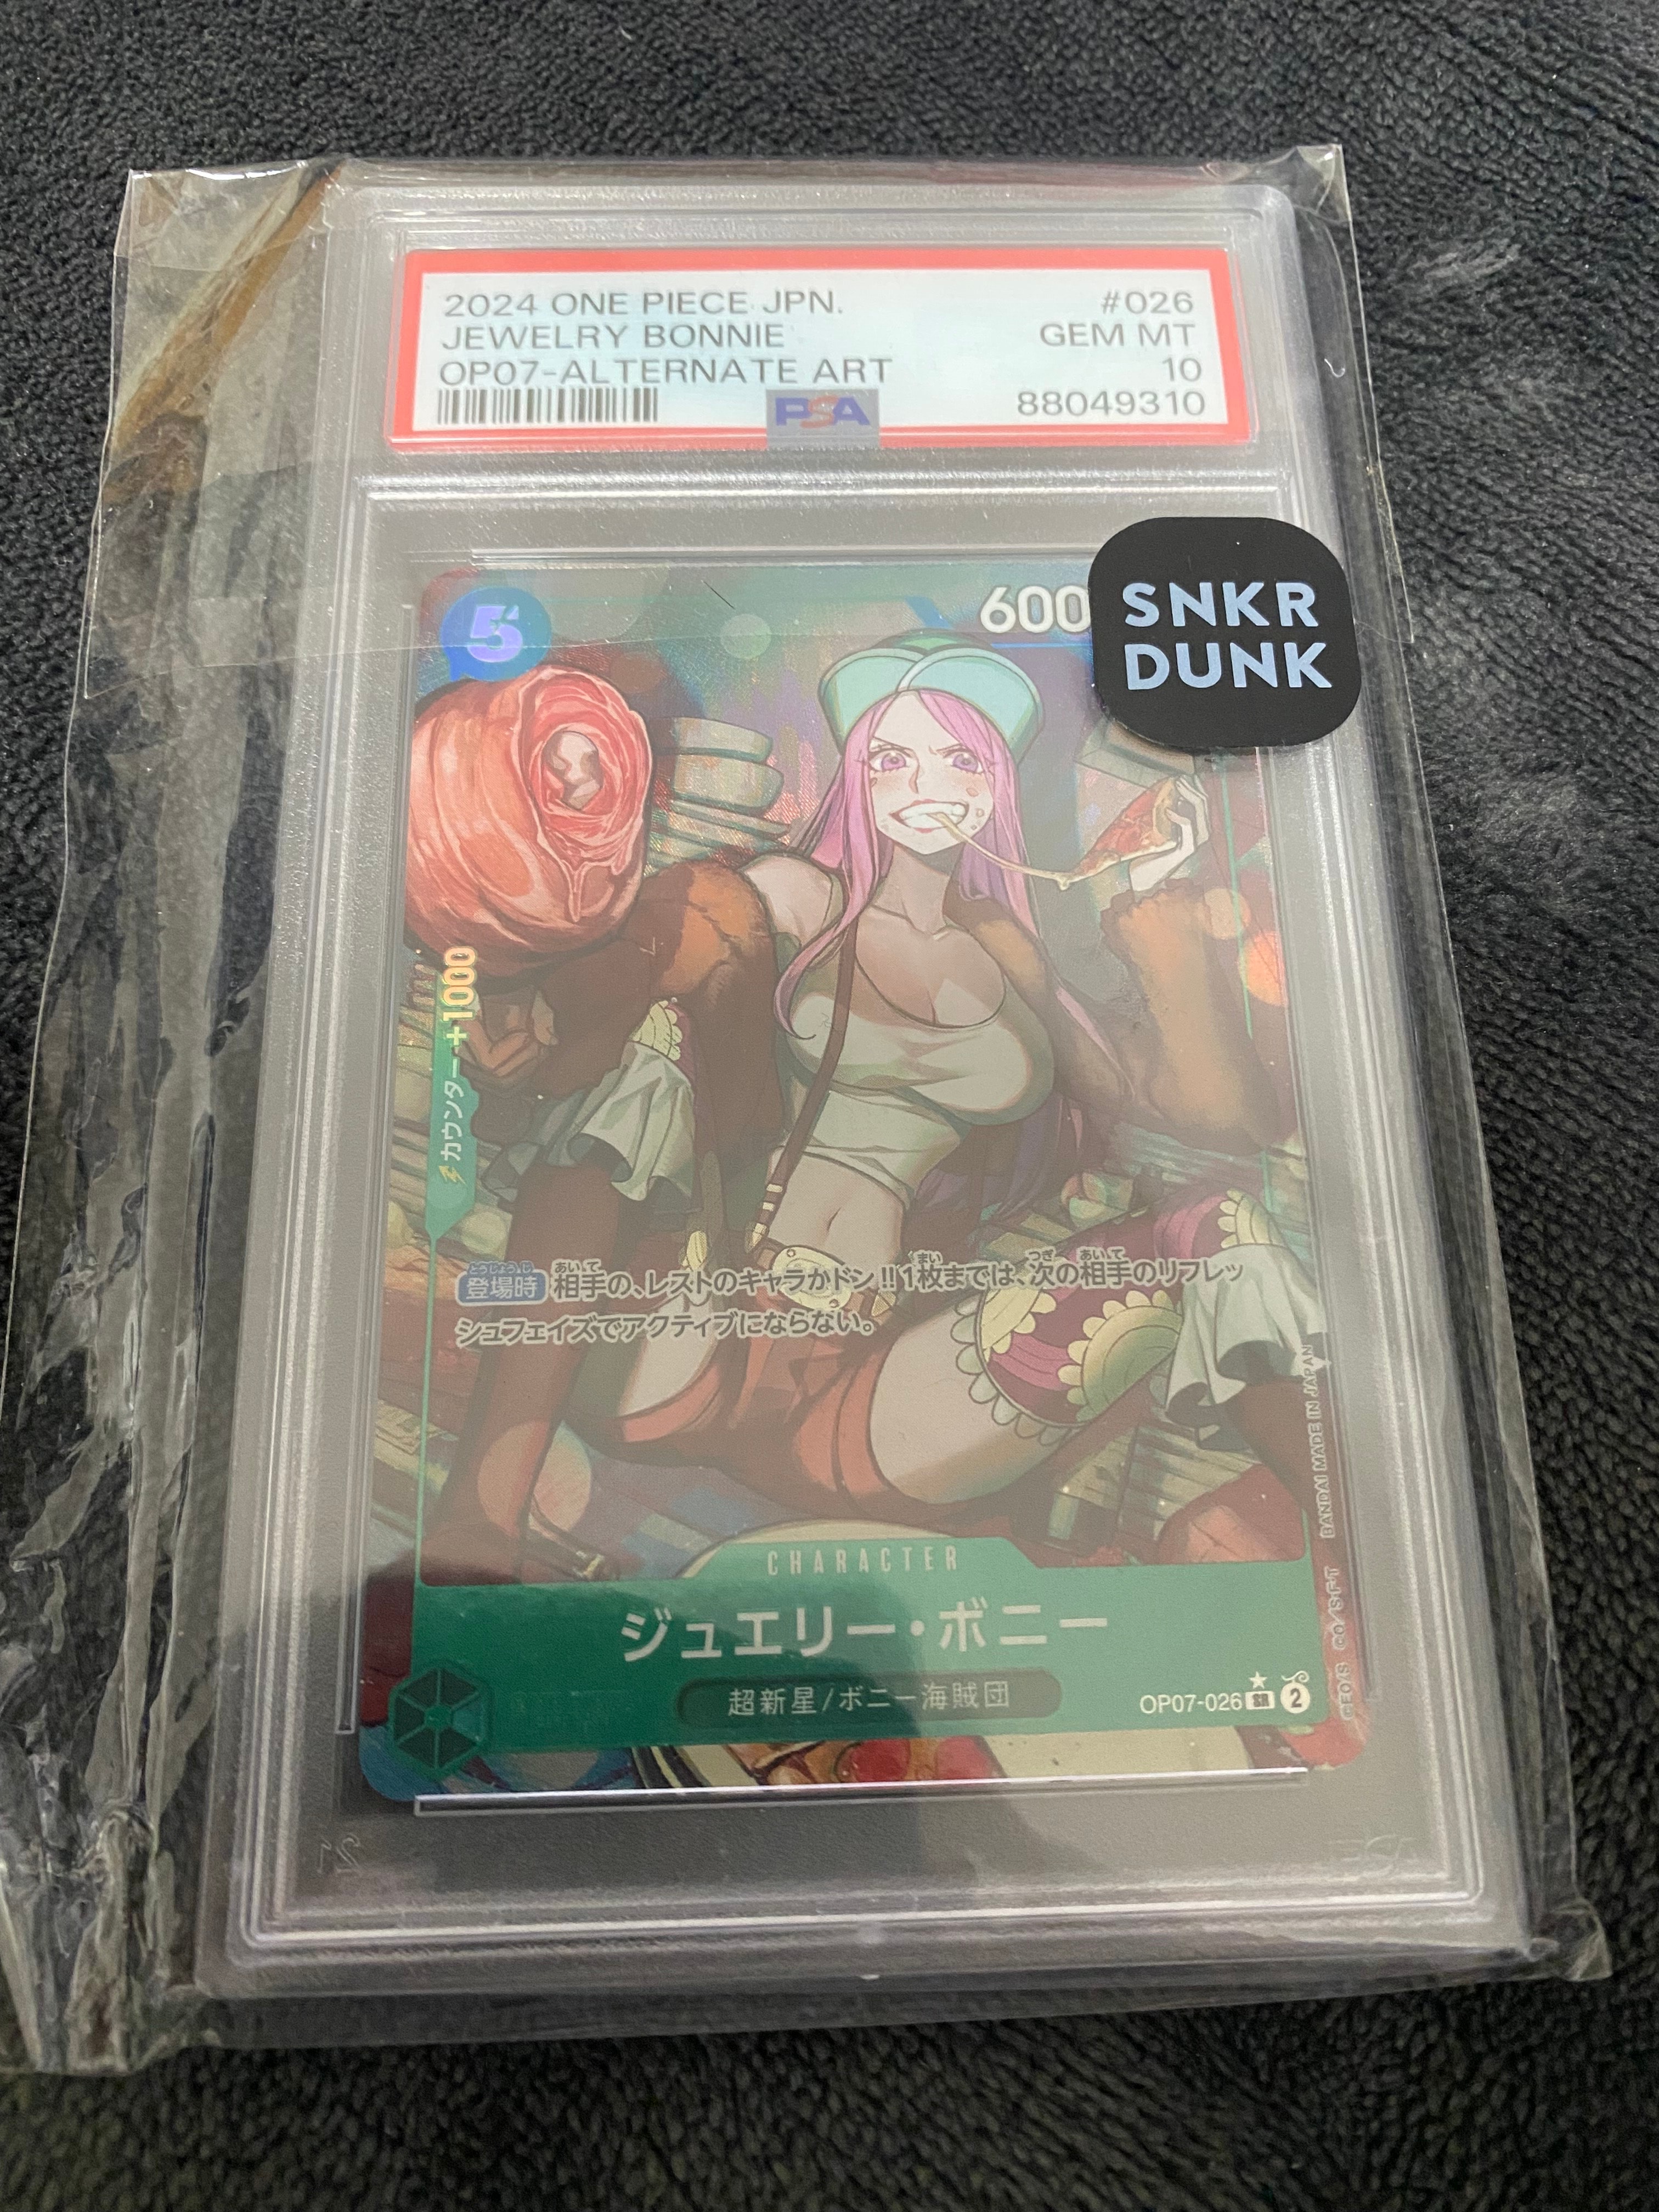 2024 ONE PIECE JPN. #026
JEWELRY BONNIE GEM MT
OP07-ALTERNATE ART 10
PSA 88049310
5
600
SNKR
DUNK
カウンター+1000
登場時 相手の、レストのキャラかドン!!1枚までは、次の相手のリフレッ
シュフェイズでアクティブにならない。
BANDAI MADE IN JAPAN
CHARACTER
ジュエリー・ボニー
超新星/ボニー海賊団
OP07-026 SR 2